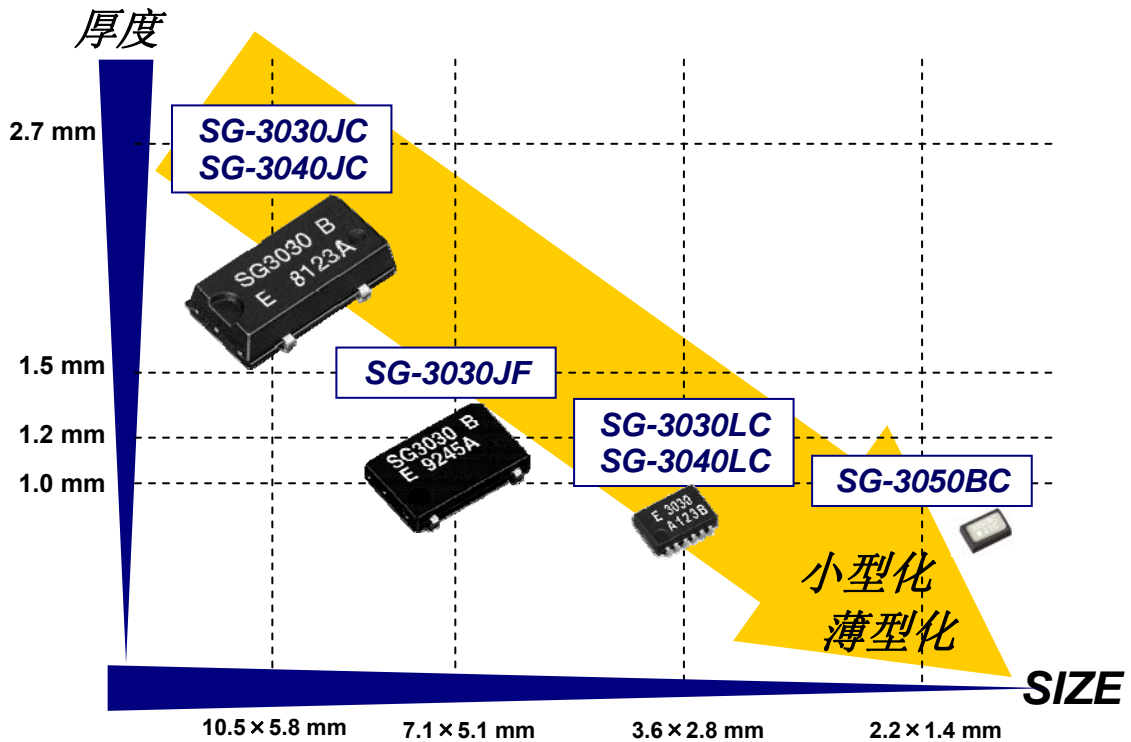 厚度
2.7 mm
SG-3030JC
SG-3040JC
SG3030 B
E 8123A
1.5 mm
SG-3030JF
1.2 mm
SG-3030LC
SG-3040LC
SG3030 B
E 9245A
1.0 mm
SG-3050BC
E 3030
A123B
小型化
薄型化
SIZE
10.5×5.8 mm
7.1×5.1 mm
3.6×2.8 mm
2.2×1.4 mm